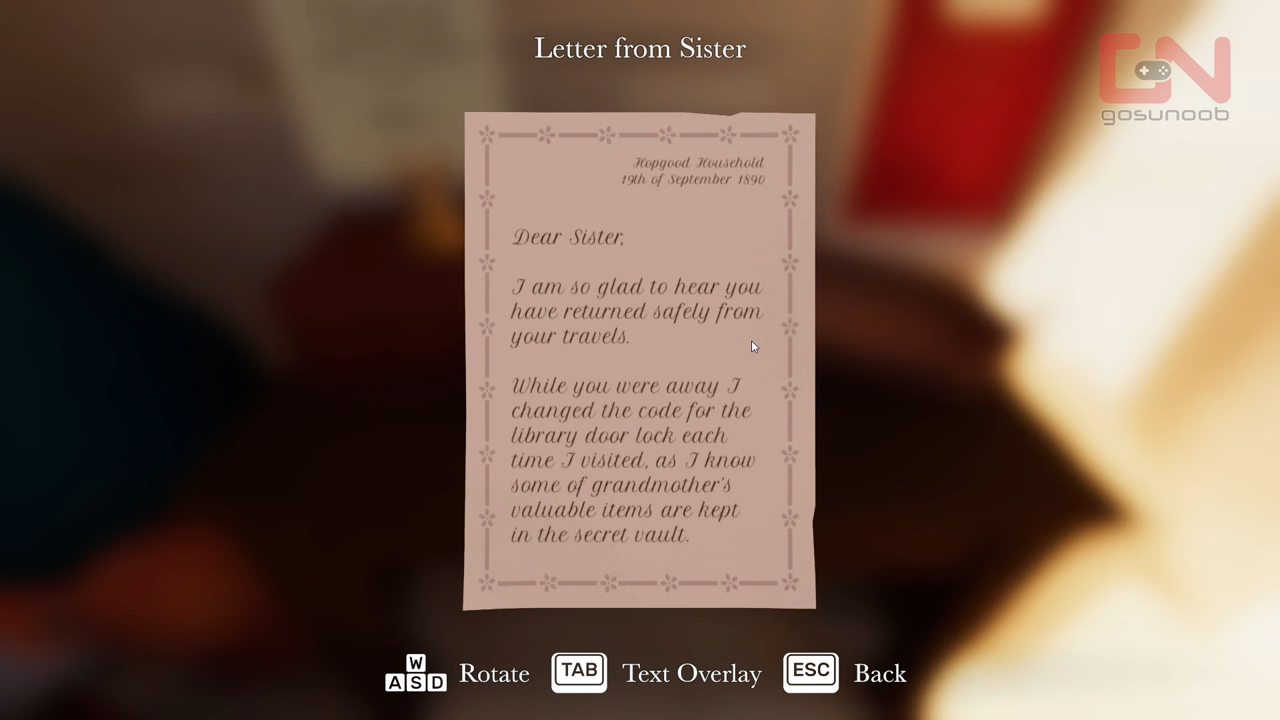 Letter from Sister
GN
gosunoob
Hopgood Household
19th of September 1890
Dear Sister,
I am so glad to hear you
have returned safely from
your travels.
While you were away I
changed the code for the
library door lock each
time I visited, as I know
some of grandmother's
valuable items are kept
in the secret vault.
W
A S D Rotate TAB Text Overlay ESC Back